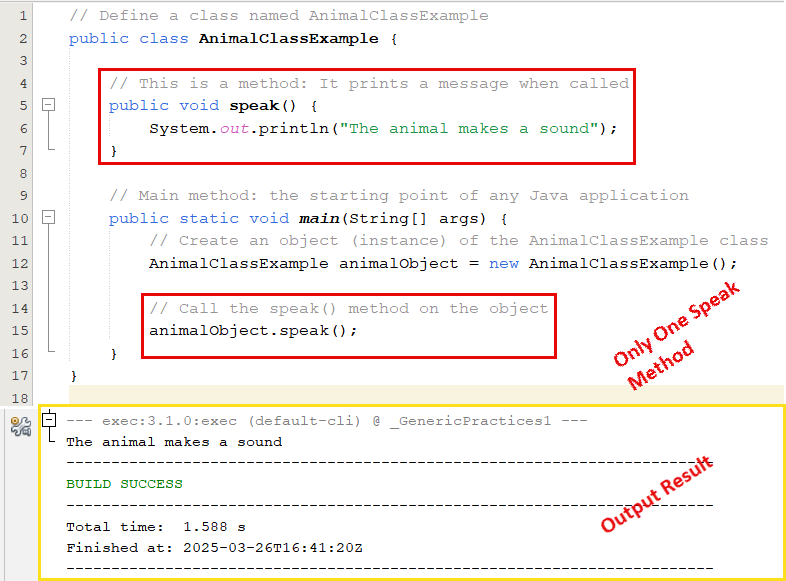 1 // Define a class named AnimalClassExample
2 public class AnimalClassExample {
3
4 // This is a method: It prints a message when called
5 public void speak() {
6 System.out.println("The animal makes a sound");
7 }
8
9 // Main method: the starting point of any Java application
10 public static void main(String[] args) {
11 // Create an object (instance) of the AnimalClassExample class
12 AnimalClassExample animalObject = new AnimalClassExample();
13
14 // Call the speak() method on the object
15 animalObject.speak();
16 }
17 }
18
Only One Speak
Method
--- exec:3.1.0:exec (default-cli) @ _GenericPractices1 ---
The animal makes a sound
------------------------------------------------------------------------
BUILD SUCCESS
------------------------------------------------------------------------
Total time:  1.588 s
Finished at: 2025-03-26T16:41:20Z
------------------------------------------------------------------------
Output Result